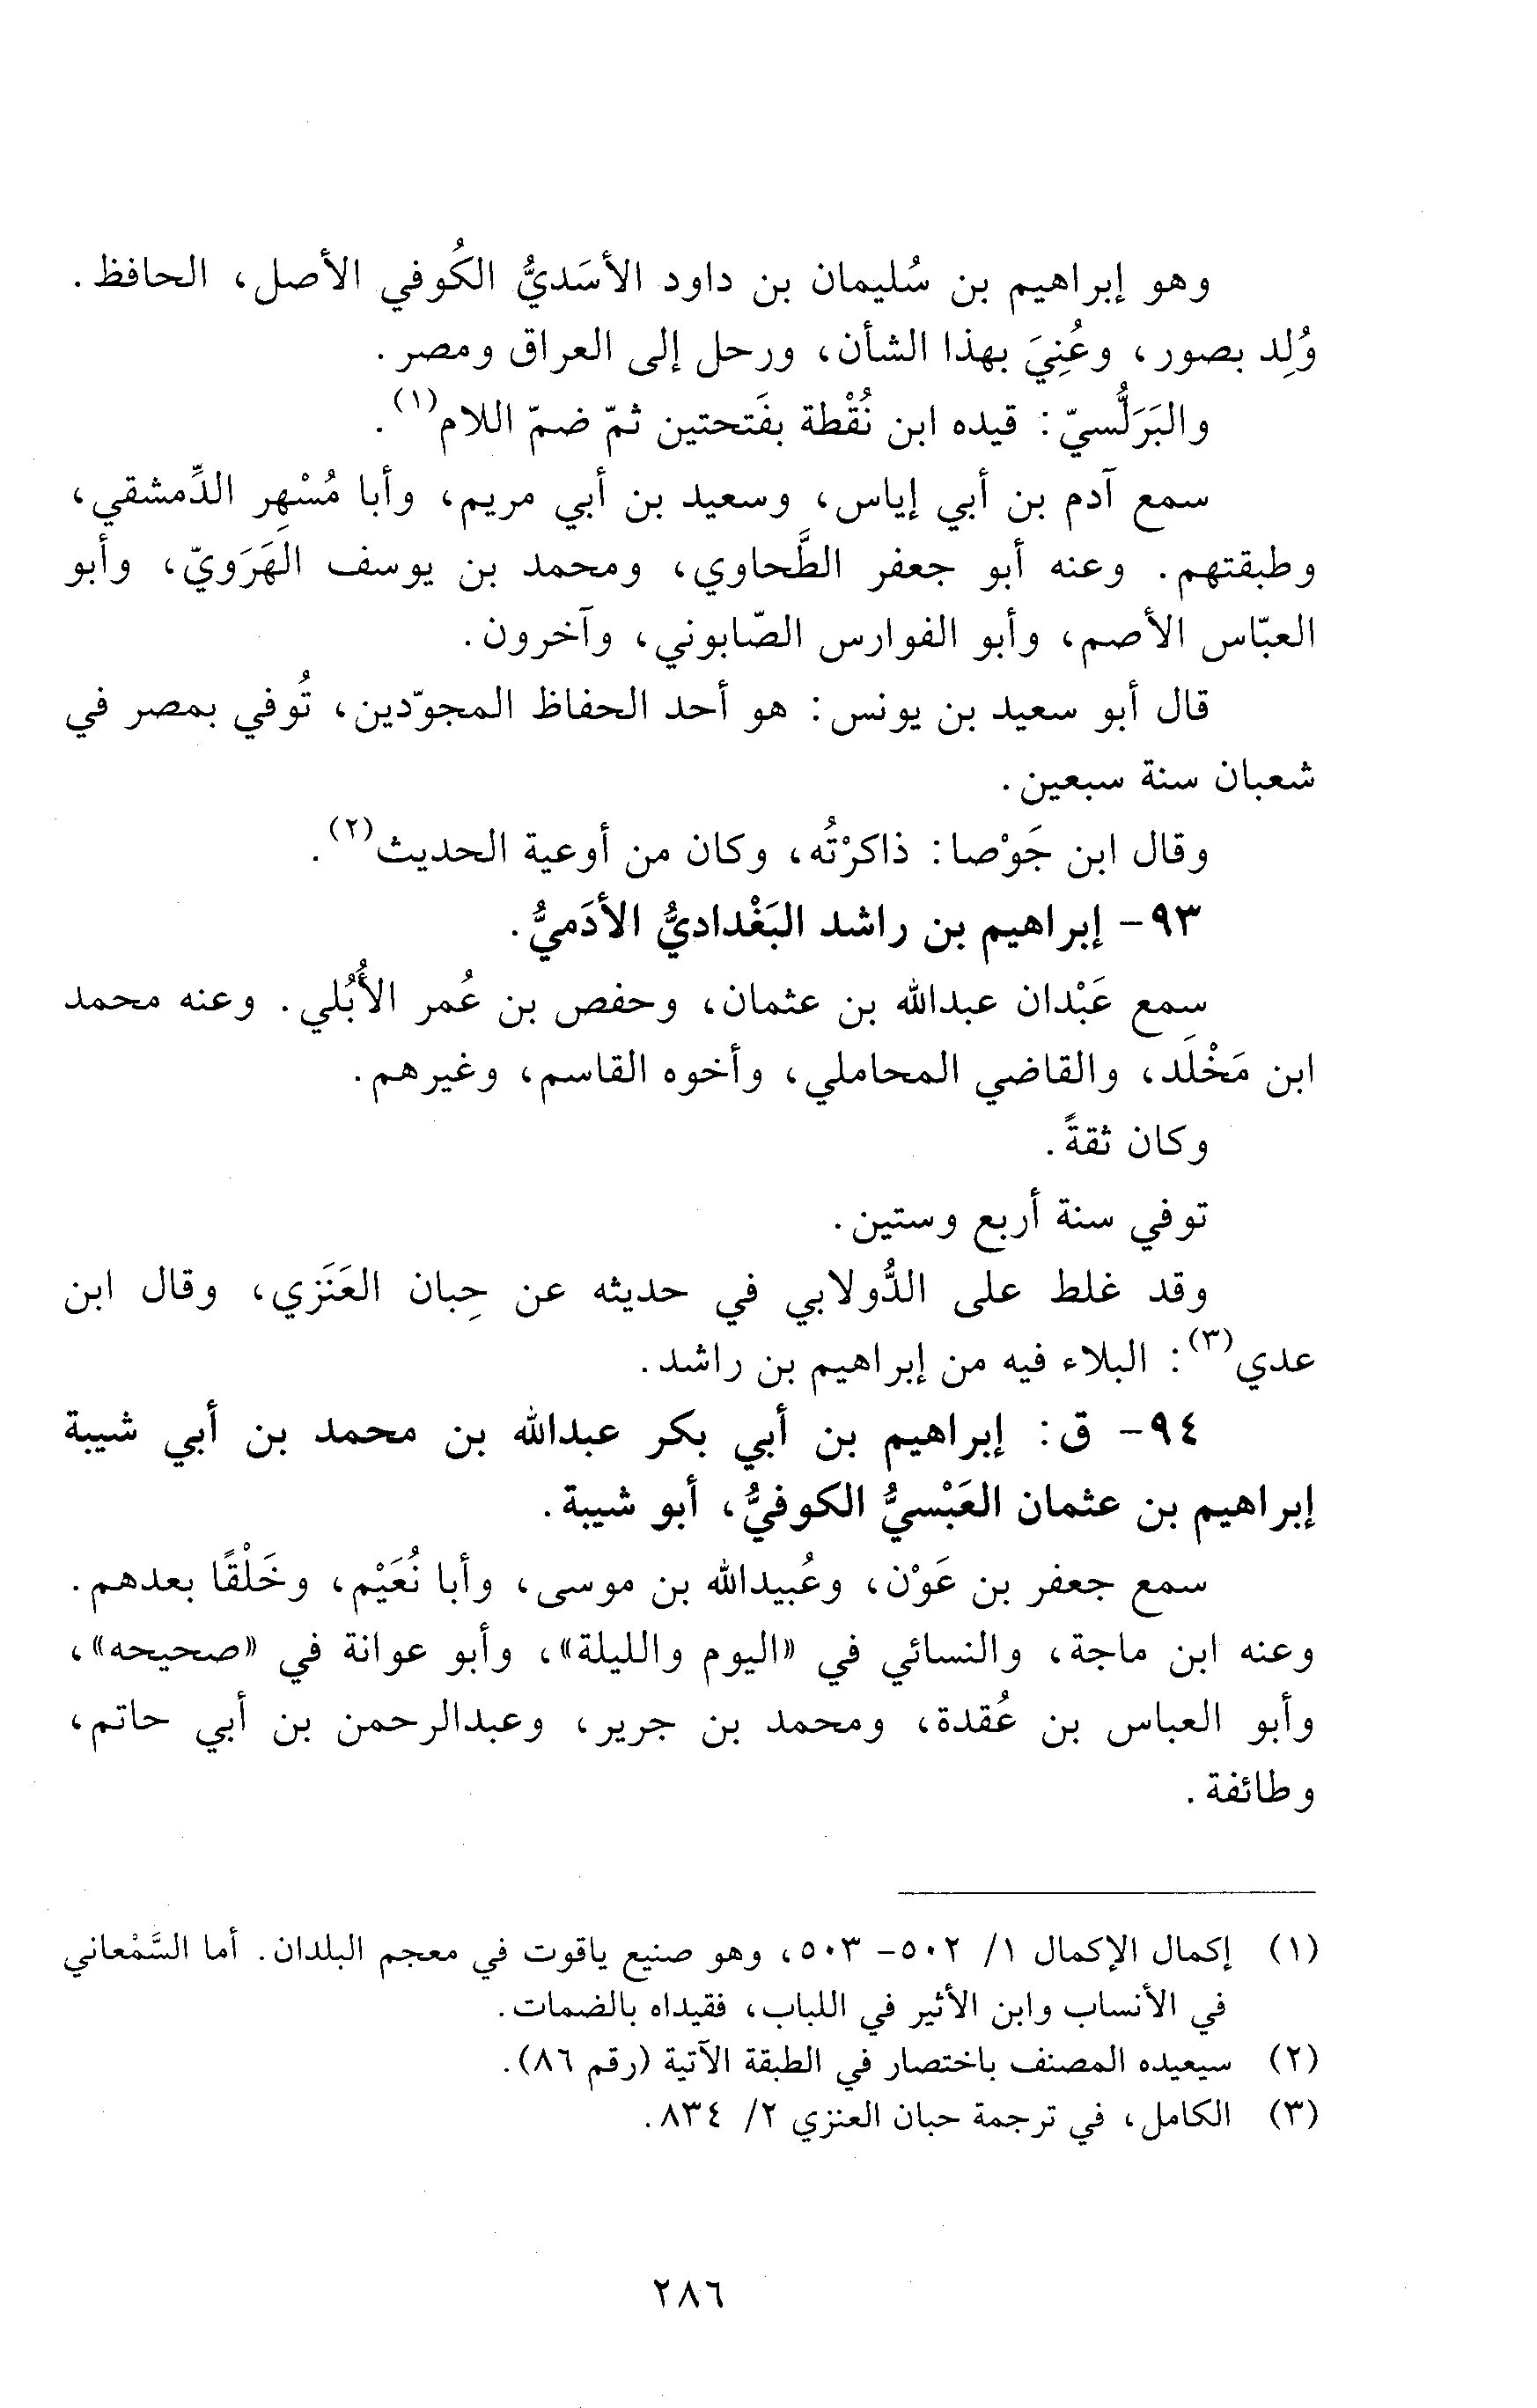 وهو إبراهيم بن سُليمان بن داود الأسَديُّ الكُوفي الأصل، الحافظ.
وُلِد بصور، وعُنِيَ بهذا الشأن، ورحل إلى العراق ومصر.
والبَرَلُّسيّ: قيده ابن نُقْطة بفَتحتين ثمّ ضمّ اللام(١).
سمع آدم بن أبي إياس، وسعيد بن أبي مريم، وأبا مُسْهِر الدِّمشقي،
وطبقتهم. وعنه أبو جعفر الطَّحاوي، ومحمد بن يوسف الهَرَويّ، وأبو
العبّاس الأصم، وأبو الفوارس الصّابوني، وآخرون.
قال أبو سعيد بن يونس: هو أحد الحفاظ المجوّدين، تُوفي بمصر في
شعبان سنة سبعين.
وقال ابن جَوْصا: ذاكرْتُه، وكان من أوعية الحديث(٢).
٩٣- إبراهيم بن راشد البَغْداديُّ الأدَميُّ.
سمع عَبْدان عبدالله بن عثمان، وحفص بن عُمر الأُبُلي. وعنه محمد
ابن مَخْلَد، والقاضي المحاملي، وأخوه القاسم، وغيرهم.
وكان ثقةً.
توفي سنة أربع وستين.
وقد غلط على الدُّولابي في حديثه عن حِبان العَنَزي، وقال ابن
عدي(٣): البلاء فيه من إبراهيم بن راشد.
٩٤- ق: إبراهيم بن أبي بكر عبدالله بن محمد بن أبي شيبة
إبراهيم بن عثمان العَبْسيُّ الكوفيُّ، أبو شيبة.
سمع جعفر بن عَوْن، وعُبيدالله بن موسى، وأبا نُعَيْم، وخَلْقًا بعدهم.
وعنه ابن ماجة، والنسائي في «اليوم والليلة»، وأبو عوانة في «صحيحه»،
وأبو العباس بن عُقدة، ومحمد بن جرير، وعبدالرحمن بن أبي حاتم،
وطائفة.
(١) إكمال الإكمال ١/ ٥٠٢- ٥٠٣، وهو صنيع ياقوت في معجم البلدان. أما السَّمْعاني
في الأنساب وابن الأثير في اللباب، فقيداه بالضمات.
(٢) سيعيده المصنف باختصار في الطبقة الآتية (رقم ٨٦).
(٣) الكامل، في ترجمة حبان العنزي ٢/ ٨٣٤.
٢٨٦